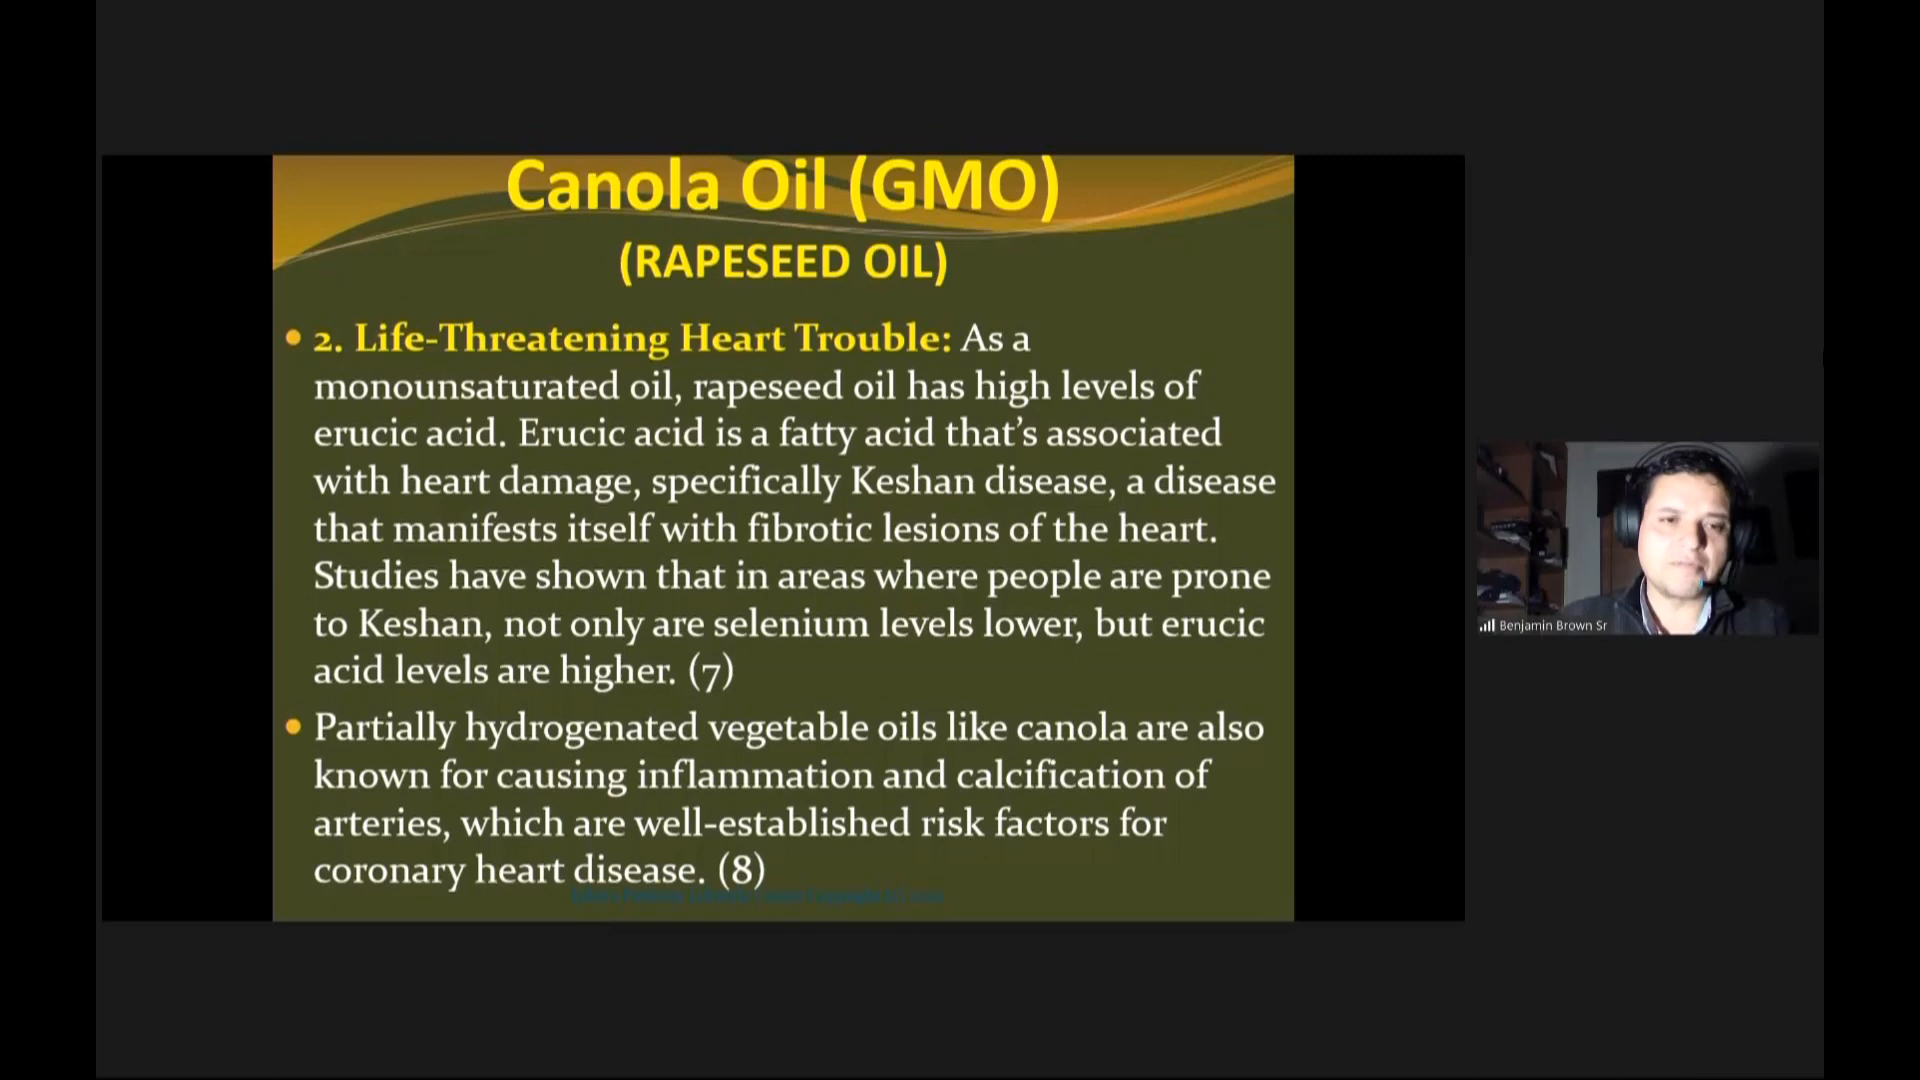 Canola Oil (GMO)
(RAPESEED OIL)
• 2. Life-Threatening Heart Trouble: As a
monounsaturated oil, rapeseed oil has high levels of
erucic acid. Erucic acid is a fatty acid that's associated
with heart damage, specifically Keshan disease, a disease
that manifests itself with fibrotic lesions of the heart.
Studies have shown that in areas where people are prone
to Keshan, not only are selenium levels lower, but erucic
acid levels are higher. (7)
• Partially hydrogenated vegetable oils like canola are also
known for causing inflammation and calcification of
arteries, which are well-established risk factors for
coronary heart disease. (8)
Benjamin Brown Sr